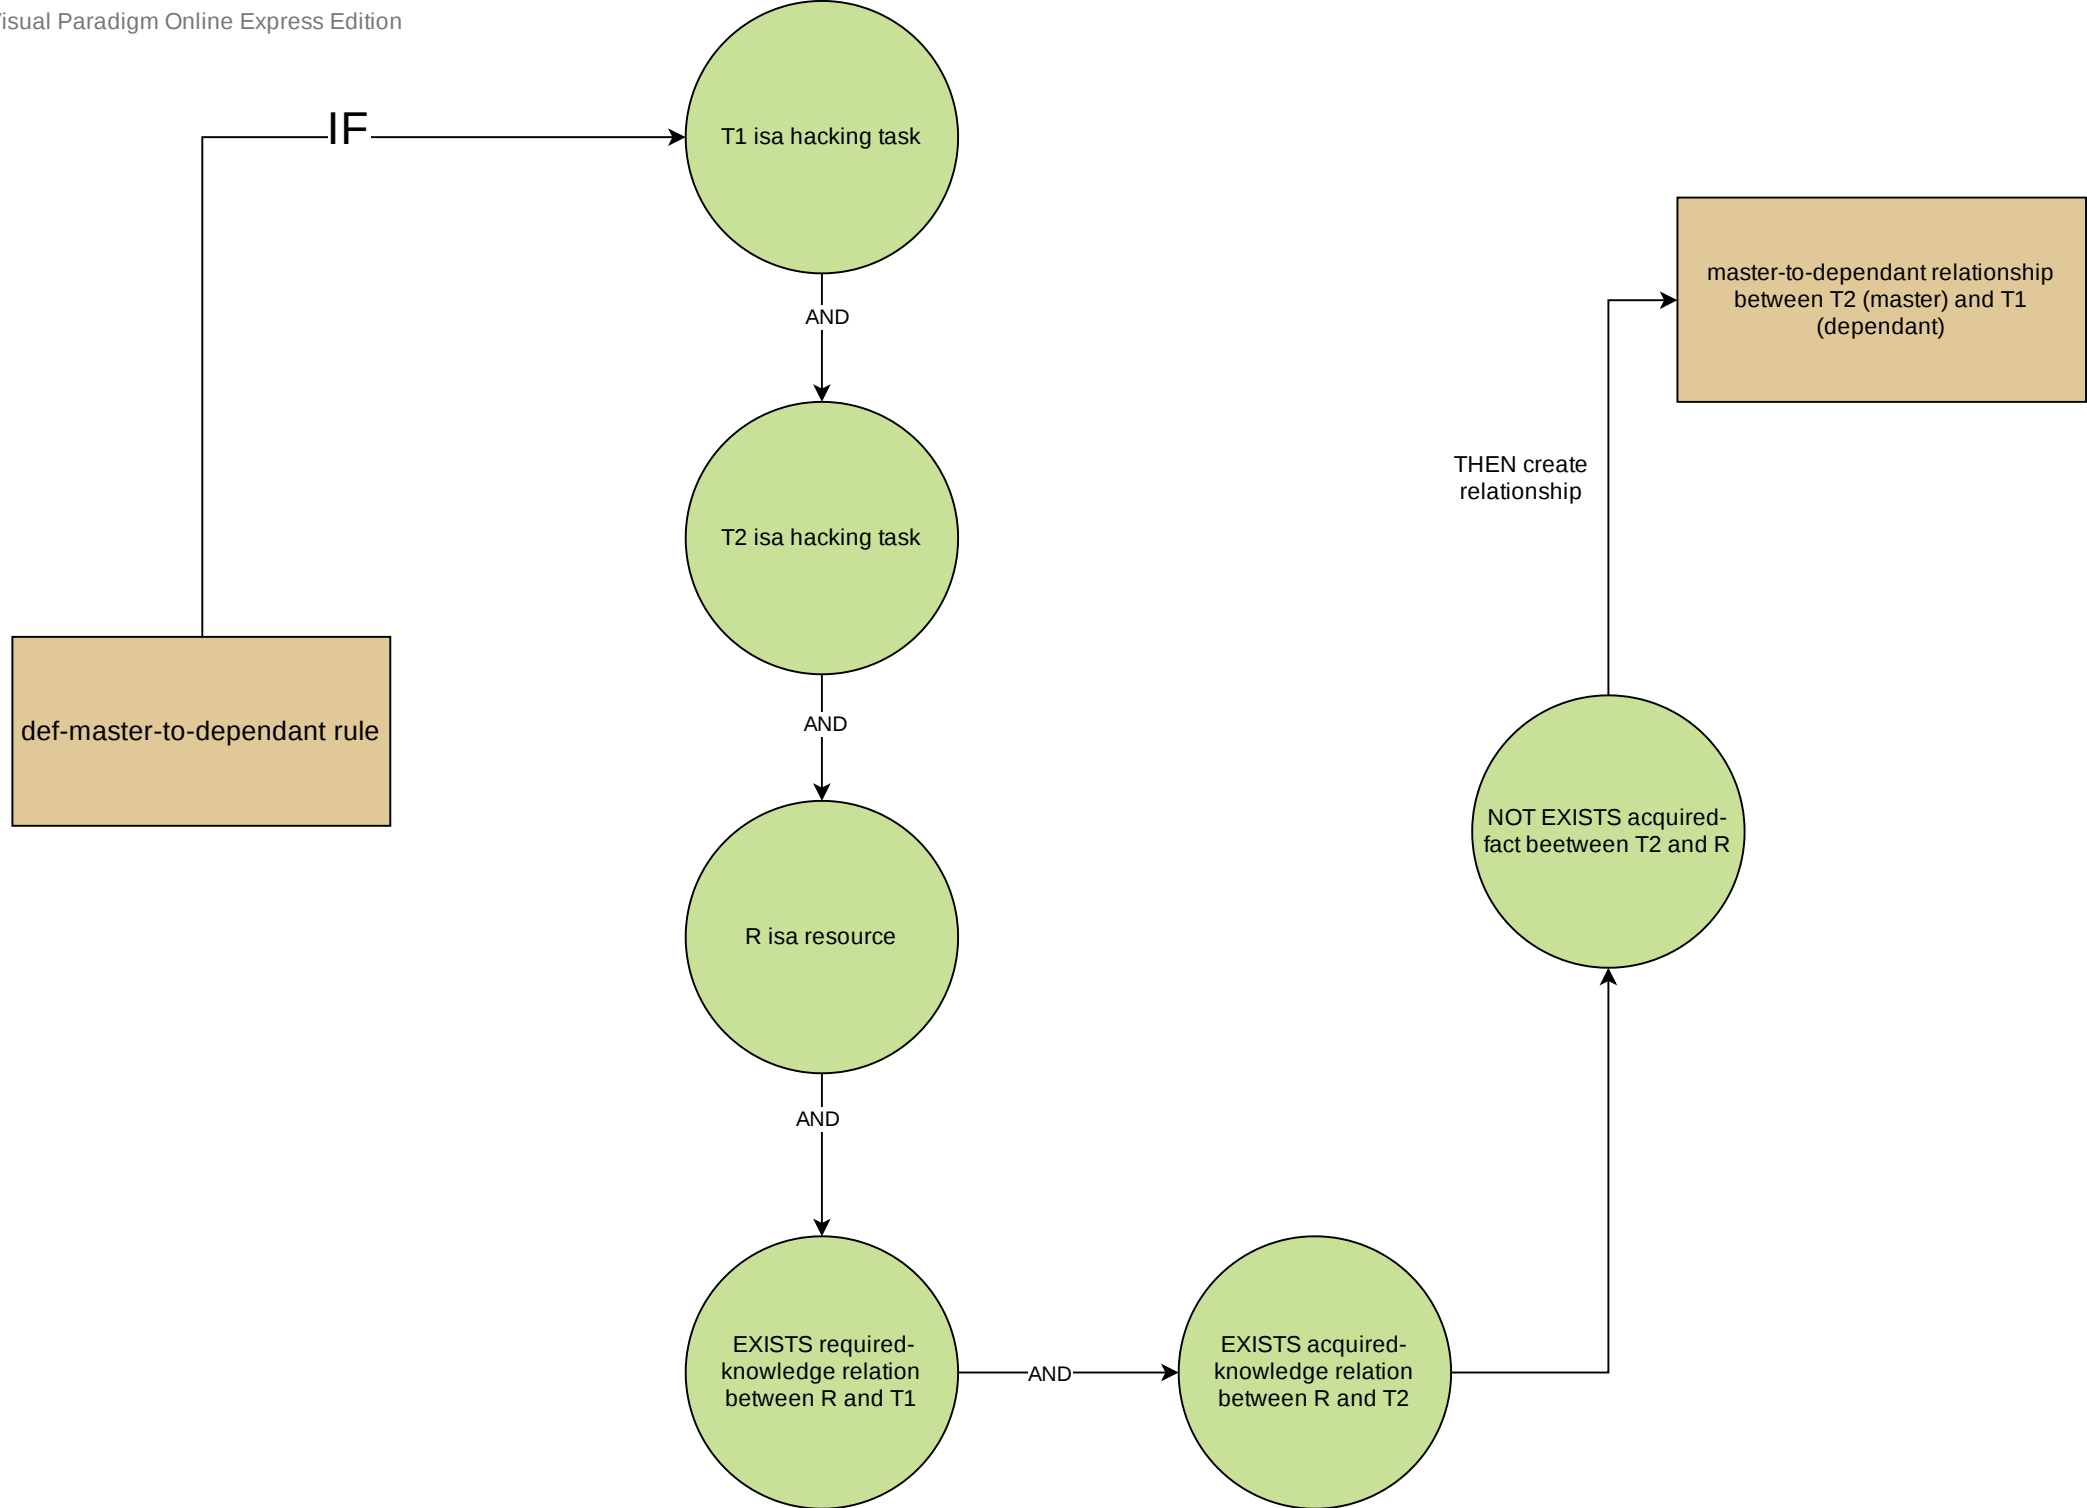 Visual Paradigm Online Express Edition
IF
T1 isa hacking task
AND
T2 isa hacking task
def-master-to-dependant rule
AND
R isa resource
AND
EXISTS required-
knowledge relation
between R and T1
AND
EXISTS acquired-
knowledge relation
between R and T2
NOT EXISTS acquired-
fact beetween T2 and R
THEN create
relationship
master-to-dependant relationship
between T2 (master) and T1
(dependant)